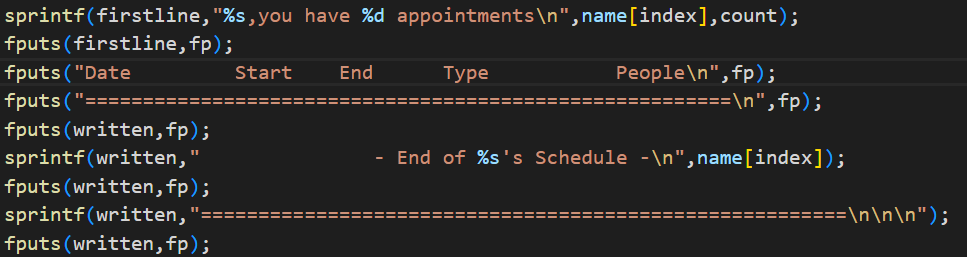 sprintf(firstline,"%s,you have %d appointments\n",name[index],count);
fputs(firstline,fp);
fputs("Date         Start    End      Type           People\n",fp);
fputs("========================================================\n",fp);
fputs(written,fp);
sprintf(written,"               - End of %s's Schedule -\n",name[index]);
fputs(written,fp);
sprintf(written,"========================================================\n\n\n");
fputs(written,fp);